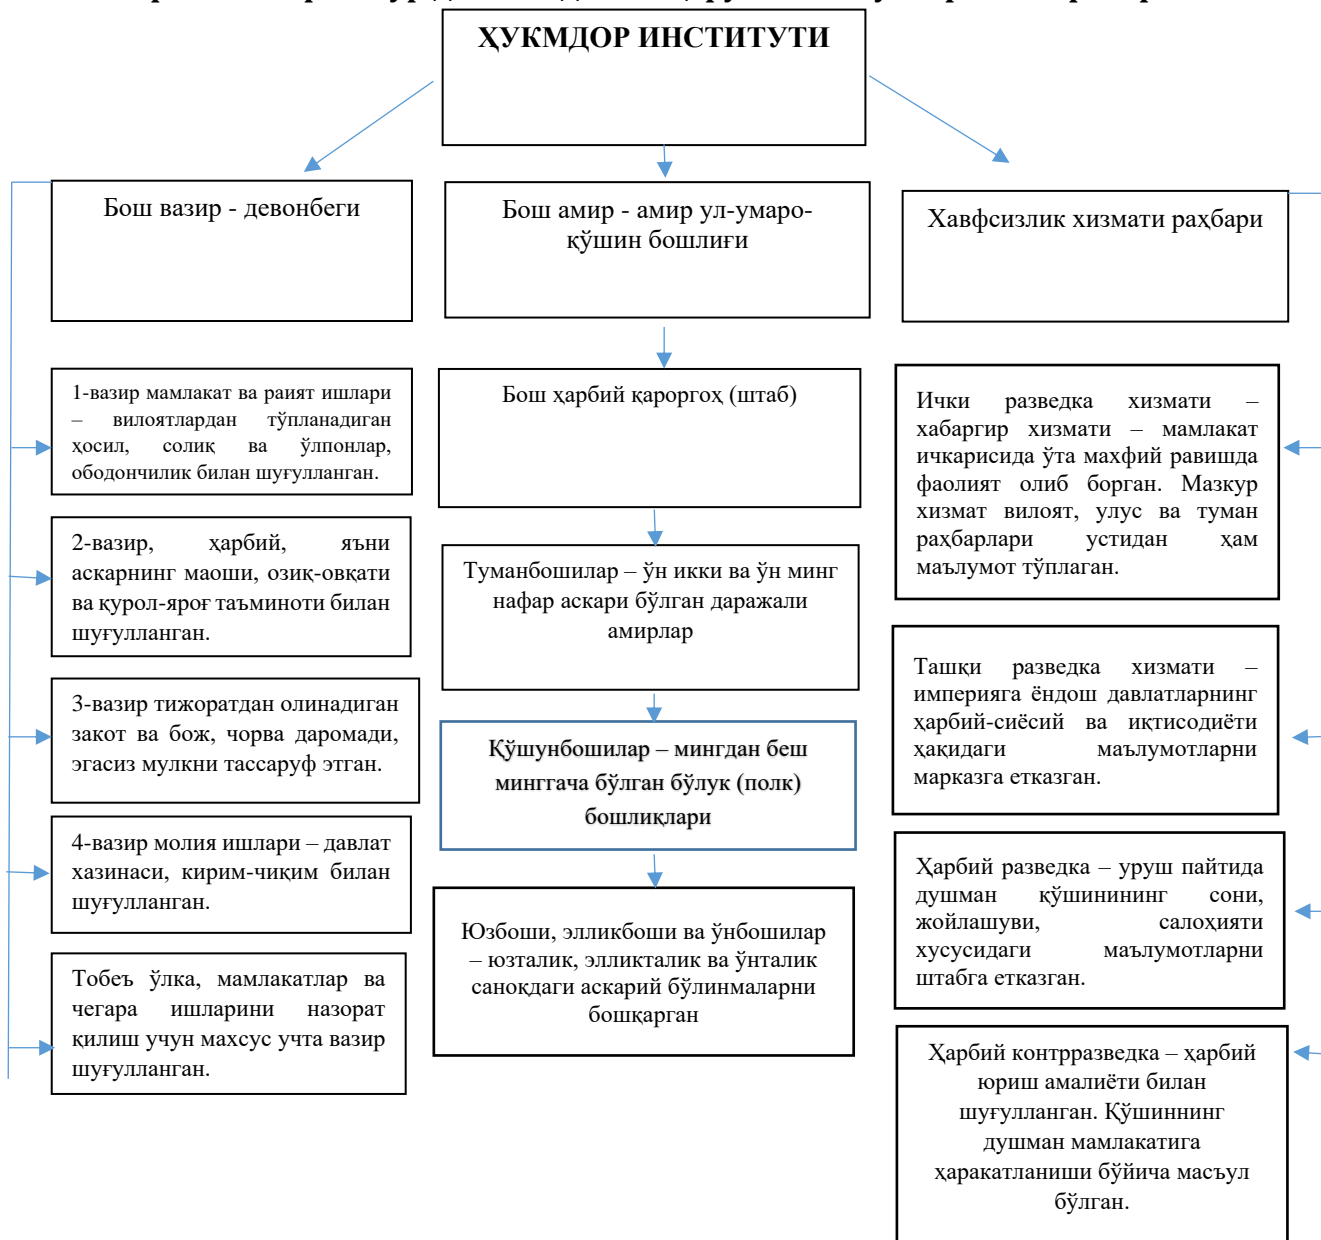 ҲУКМДОР ИНСТИТУТИ
Бош вазир - девонбеги
Бош амир - амир ул-умаро-
қўшин бошлиғи
Хавфсизлик хизмати раҳбари
1-вазир мамлакат ва раият ишлари
– вилоятлардан тўпланадиган
ҳосил, солиқ ва ўлпонлар,
ободончилик билан шуғулланган.
2-вазир, ҳарбий, яъни
аскарнинг маоши, озиқ-овқати
ва қурол-яроғ таъминоти билан
шуғулланган.
3-вазир тижоратдан олинадиган
закот ва бож, чорва даромади,
эгасиз мулкни тассаруф этган.
4-вазир молия ишлари – давлат
хазинаси, кирим-чиқим билан
шуғулланган.
Тобеъ ўлка, мамлакатлар ва
чегара ишларини назорат
қилиш учун махсус учта вазир
шуғулланган.
Бош ҳарбий қароргоҳ (штаб)
Туманбошилар – ўн икки ва ўн минг
нафар аскари бўлган даражали
амирлар
Қўшунбошилар – мингдан беш
минггача бўлган бўлук (полк)
бошлиқлари
Юзбоши, элликбоши ва ўнбошилар
– юзталик, элликталик ва ўнталик
саноқдаги аскарий бўлинмаларни
бошқарган
Ички разведка хизмати –
хабаргир хизмати – мамлакат
ичкарисида ўта махфий равишда
фаолият олиб борган. Мазкур
хизмат вилоят, улус ва туман
раҳбарлари устидан ҳам
маълумот тўплаган.
Ташқи разведка хизмати –
империяга ёндош давлатларнинг
ҳарбий-сиёсий ва иқтисодиёти
ҳақидаги маълумотларни
марказга етказган.
Ҳарбий разведка – уруш пайтида
душман қўшинининг сони,
жойлашуви, салоҳияти
хусусидаги маълумотларни
штабга етказган.
Ҳарбий контрразведка – ҳарбий
юриш амалиёти билан
шуғулланган. Қўшиннинг
душман мамлакатига
ҳаракатланиши бўйича масъул
бўлган.